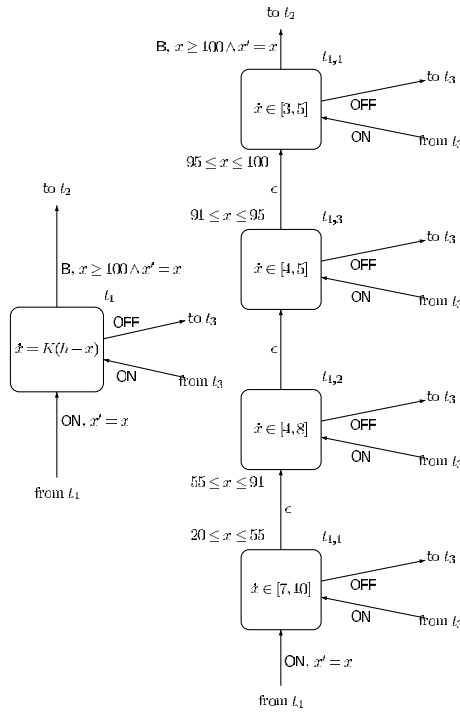 to t₂
B, x ≥ 100 ∧ x′ = x
t₁
ẋ = K(h − x)
OFF
to t₃
ON
from t₃
ON, x′ = x
from t₄
to t₂
B, x ≥ 100 ∧ x′ = x
t₁,₁
ẋ ∈ [3, 5]
to t₃
OFF
ON
from t₃
95 ≤ x ≤ 100
ϵ
91 ≤ x ≤ 95
t₁,₃
ẋ ∈ [4, 5]
to t₃
OFF
ON
from t₃
ϵ
t₁,₂
ẋ ∈ [4, 8]
to t₃
OFF
ON
from t₃
55 ≤ x ≤ 91
ϵ
20 ≤ x ≤ 55
t₁,₁
ẋ ∈ [7, 10]
to t₃
OFF
ON
from t₃
ON, x′ = x
from t₄